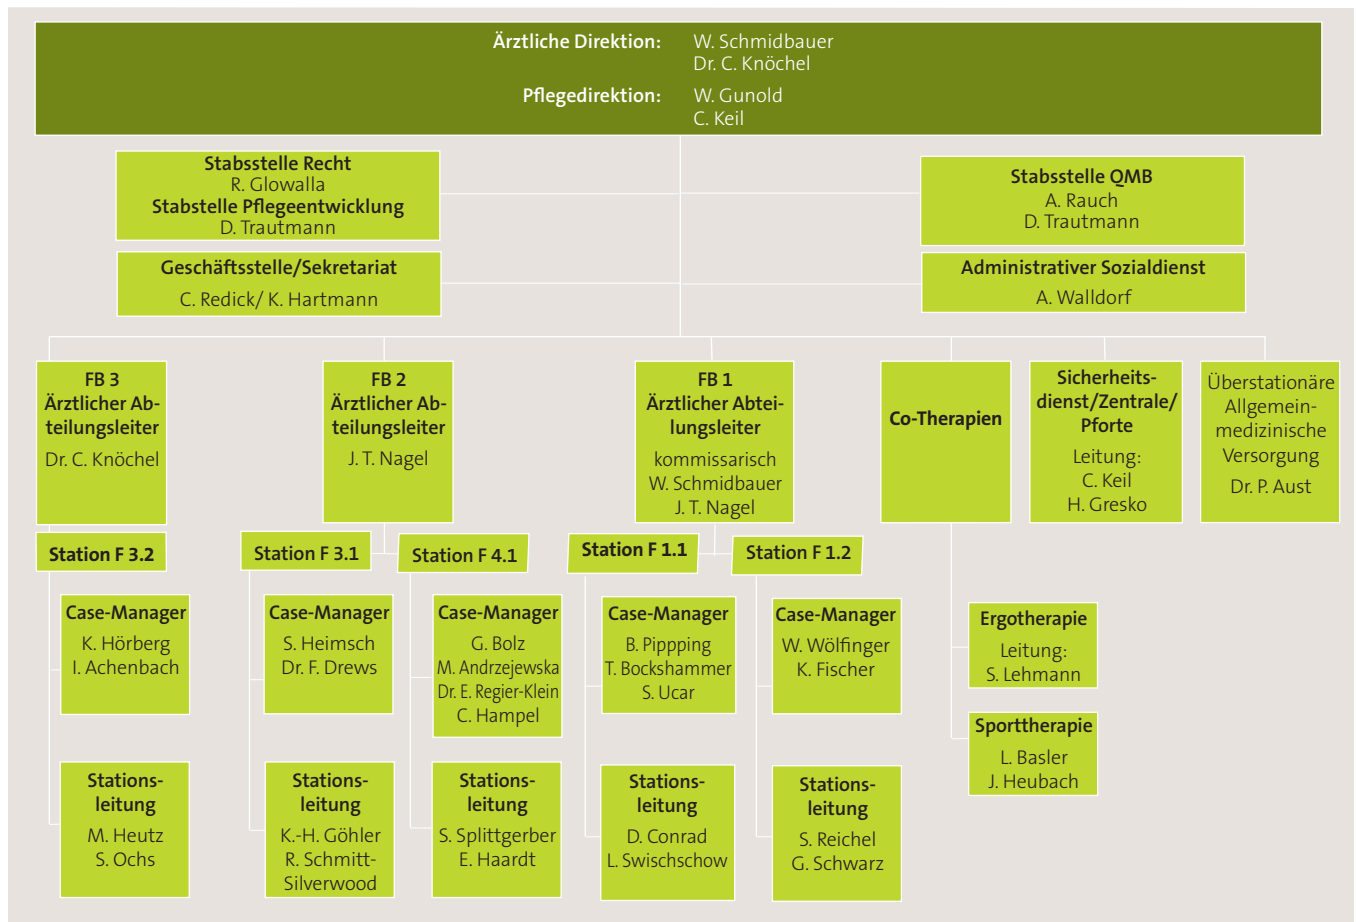 Ärztliche Direktion: W. Schmidbauer
Dr. C. Knöchel
Pflegedirektion: W. Gunold
C. Keil
Stabsstelle Recht
R. Glowalla
Stabstelle Pflegeentwicklung
D. Trautmann
Stabsstelle QMB
A. Rauch
D. Trautmann
Geschäftsstelle/Sekretariat
C. Redick/ K. Hartmann
Administrativer Sozialdienst
A. Walldorf
FB 3
Ärztlicher Ab-
teilungsleiter
Dr. C. Knöchel
FB 2
Ärztlicher Ab-
teilungsleiter
J. T. Nagel
FB 1
Ärztlicher Abtei-
lungsleiter
kommissarisch
W. Schmidbauer
J. T. Nagel
Co-Therapien
Sicherheits-
dienst/Zentrale/
Pforte
Leitung:
C. Keil
H. Gresko
Überstationäre
Allgemein-
medizinische
Versorgung
Dr. P. Aust
Station F 3.2
Station F 3.1
Station F 4.1
Station F 1.1
Station F 1.2
Case-Manager
K. Hörberg
I. Achenbach
Case-Manager
S. Heimsch
Dr. F. Drews
Case-Manager
G. Bolz
M. Andrzejewska
Dr. E. Regier-Klein
C. Hampel
Case-Manager
B. Pippping
T. Bockshammer
S. Ucar
Case-Manager
W. Wölfinger
K. Fischer
Ergotherapie
Leitung:
S. Lehmann
Sporttherapie
L. Basler
J. Heubach
Stations-
leitung
M. Heutz
S. Ochs
Stations-
leitung
K.-H. Göhler
R. Schmitt-
Silverwood
Stations-
leitung
S. Splittgerber
E. Haardt
Stations-
leitung
D. Conrad
L. Swischschow
Stations-
leitung
S. Reichel
G. Schwarz